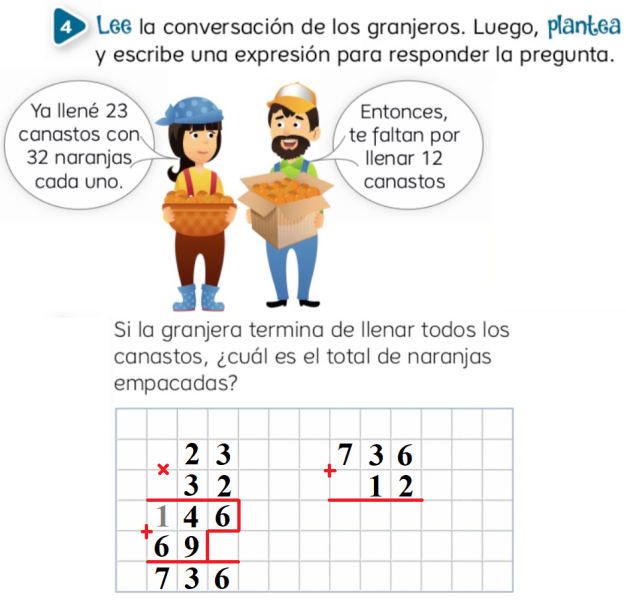 4 Lee la conversación de los granjeros. Luego, plantea
y escribe una expresión para responder la pregunta.
Ya llené 23
canastos con
32 naranjas
cada uno.
Entonces,
te faltan por
llenar 12
canastos
Si la granjera termina de llenar todos los
canastos, ¿cuál es el total de naranjas
empacadas?
2 3
×
3 2
1 4 6
+
6 9
7 3 6
7 3 6
+
1 2